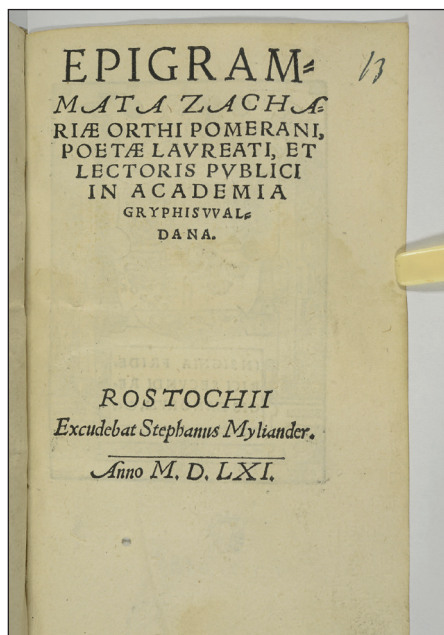 EPIGRAM⸗
MATA ZACHA⸗
RIÆ ORTHI POMERANI,
POETÆ LAVREATI, ET
LECTORIS PVBLICI
IN ACADEMIA
GRYPHISVVAL⸗
DANA.
13
ROSTOCHII
Excudebat Stephanus Myliander.
Anno M. D. LXI.